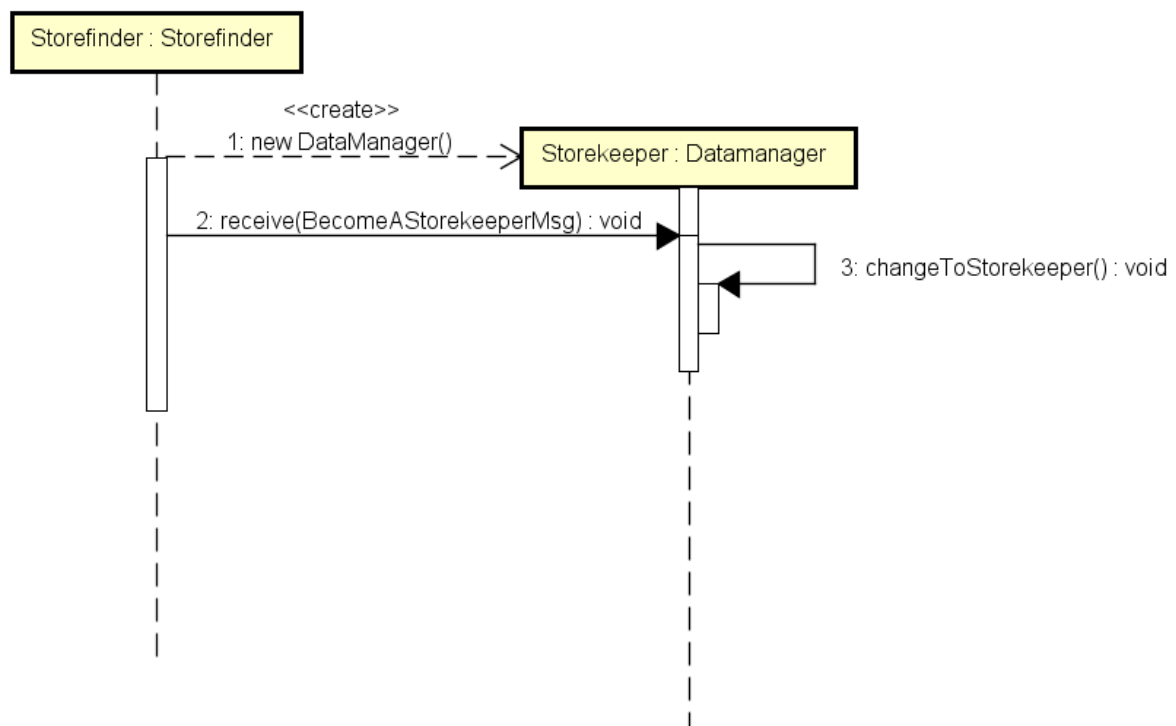 Storefinder : Storefinder
<<create>>
1: new DataManager()
Storekeeper : Datamanager
2: receive(BecomeAStorekeeperMsg) : void
3: changeToStorekeeper() : void